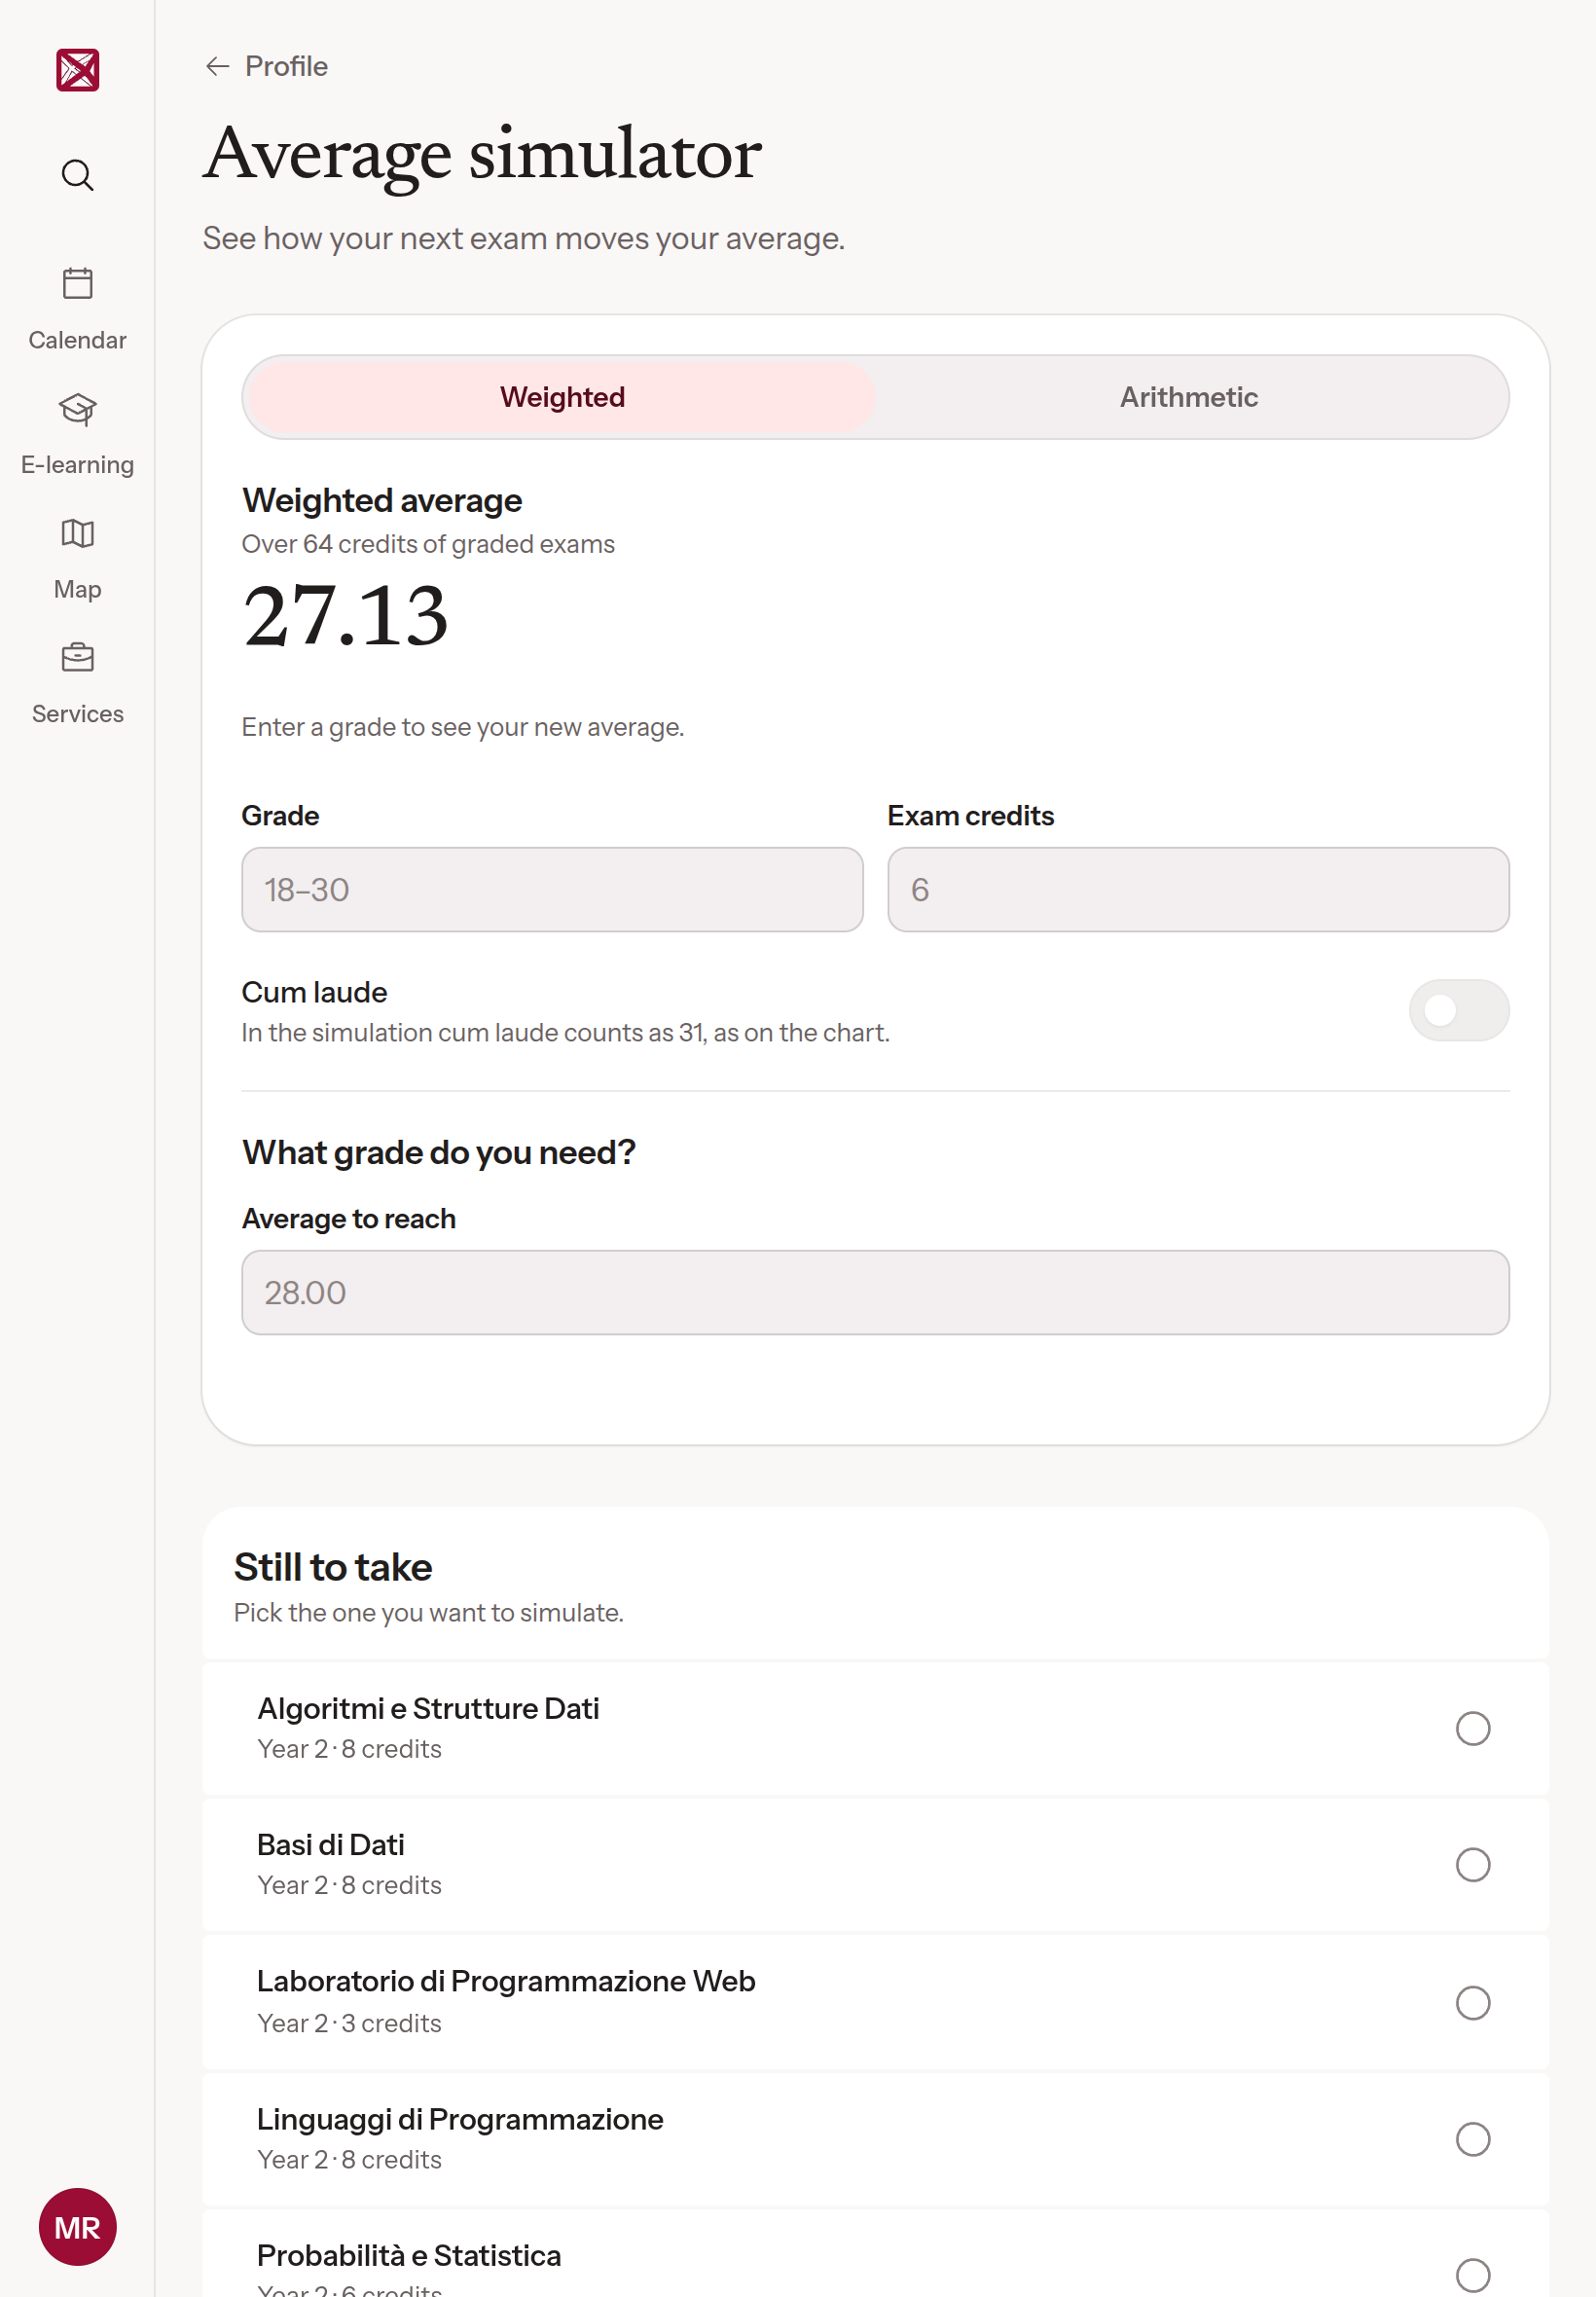 Profile
Average simulator
See how your next exam moves your average.
Calendar
E-learning
Map
Services
Weighted
Arithmetic
Weighted average
Over 64 credits of graded exams
27.13
Enter a grade to see your new average.
Grade
Exam credits
18–30
6
Cum laude
In the simulation cum laude counts as 31, as on the chart.
What grade do you need?
Average to reach
28.00
Still to take
Pick the one you want to simulate.
Algoritmi e Strutture Dati
Year 2 · 8 credits
Basi di Dati
Year 2 · 8 credits
Laboratorio di Programmazione Web
Year 2 · 3 credits
Linguaggi di Programmazione
Year 2 · 8 credits
Probabilità e Statistica
Year 2 · 6 credits
MR